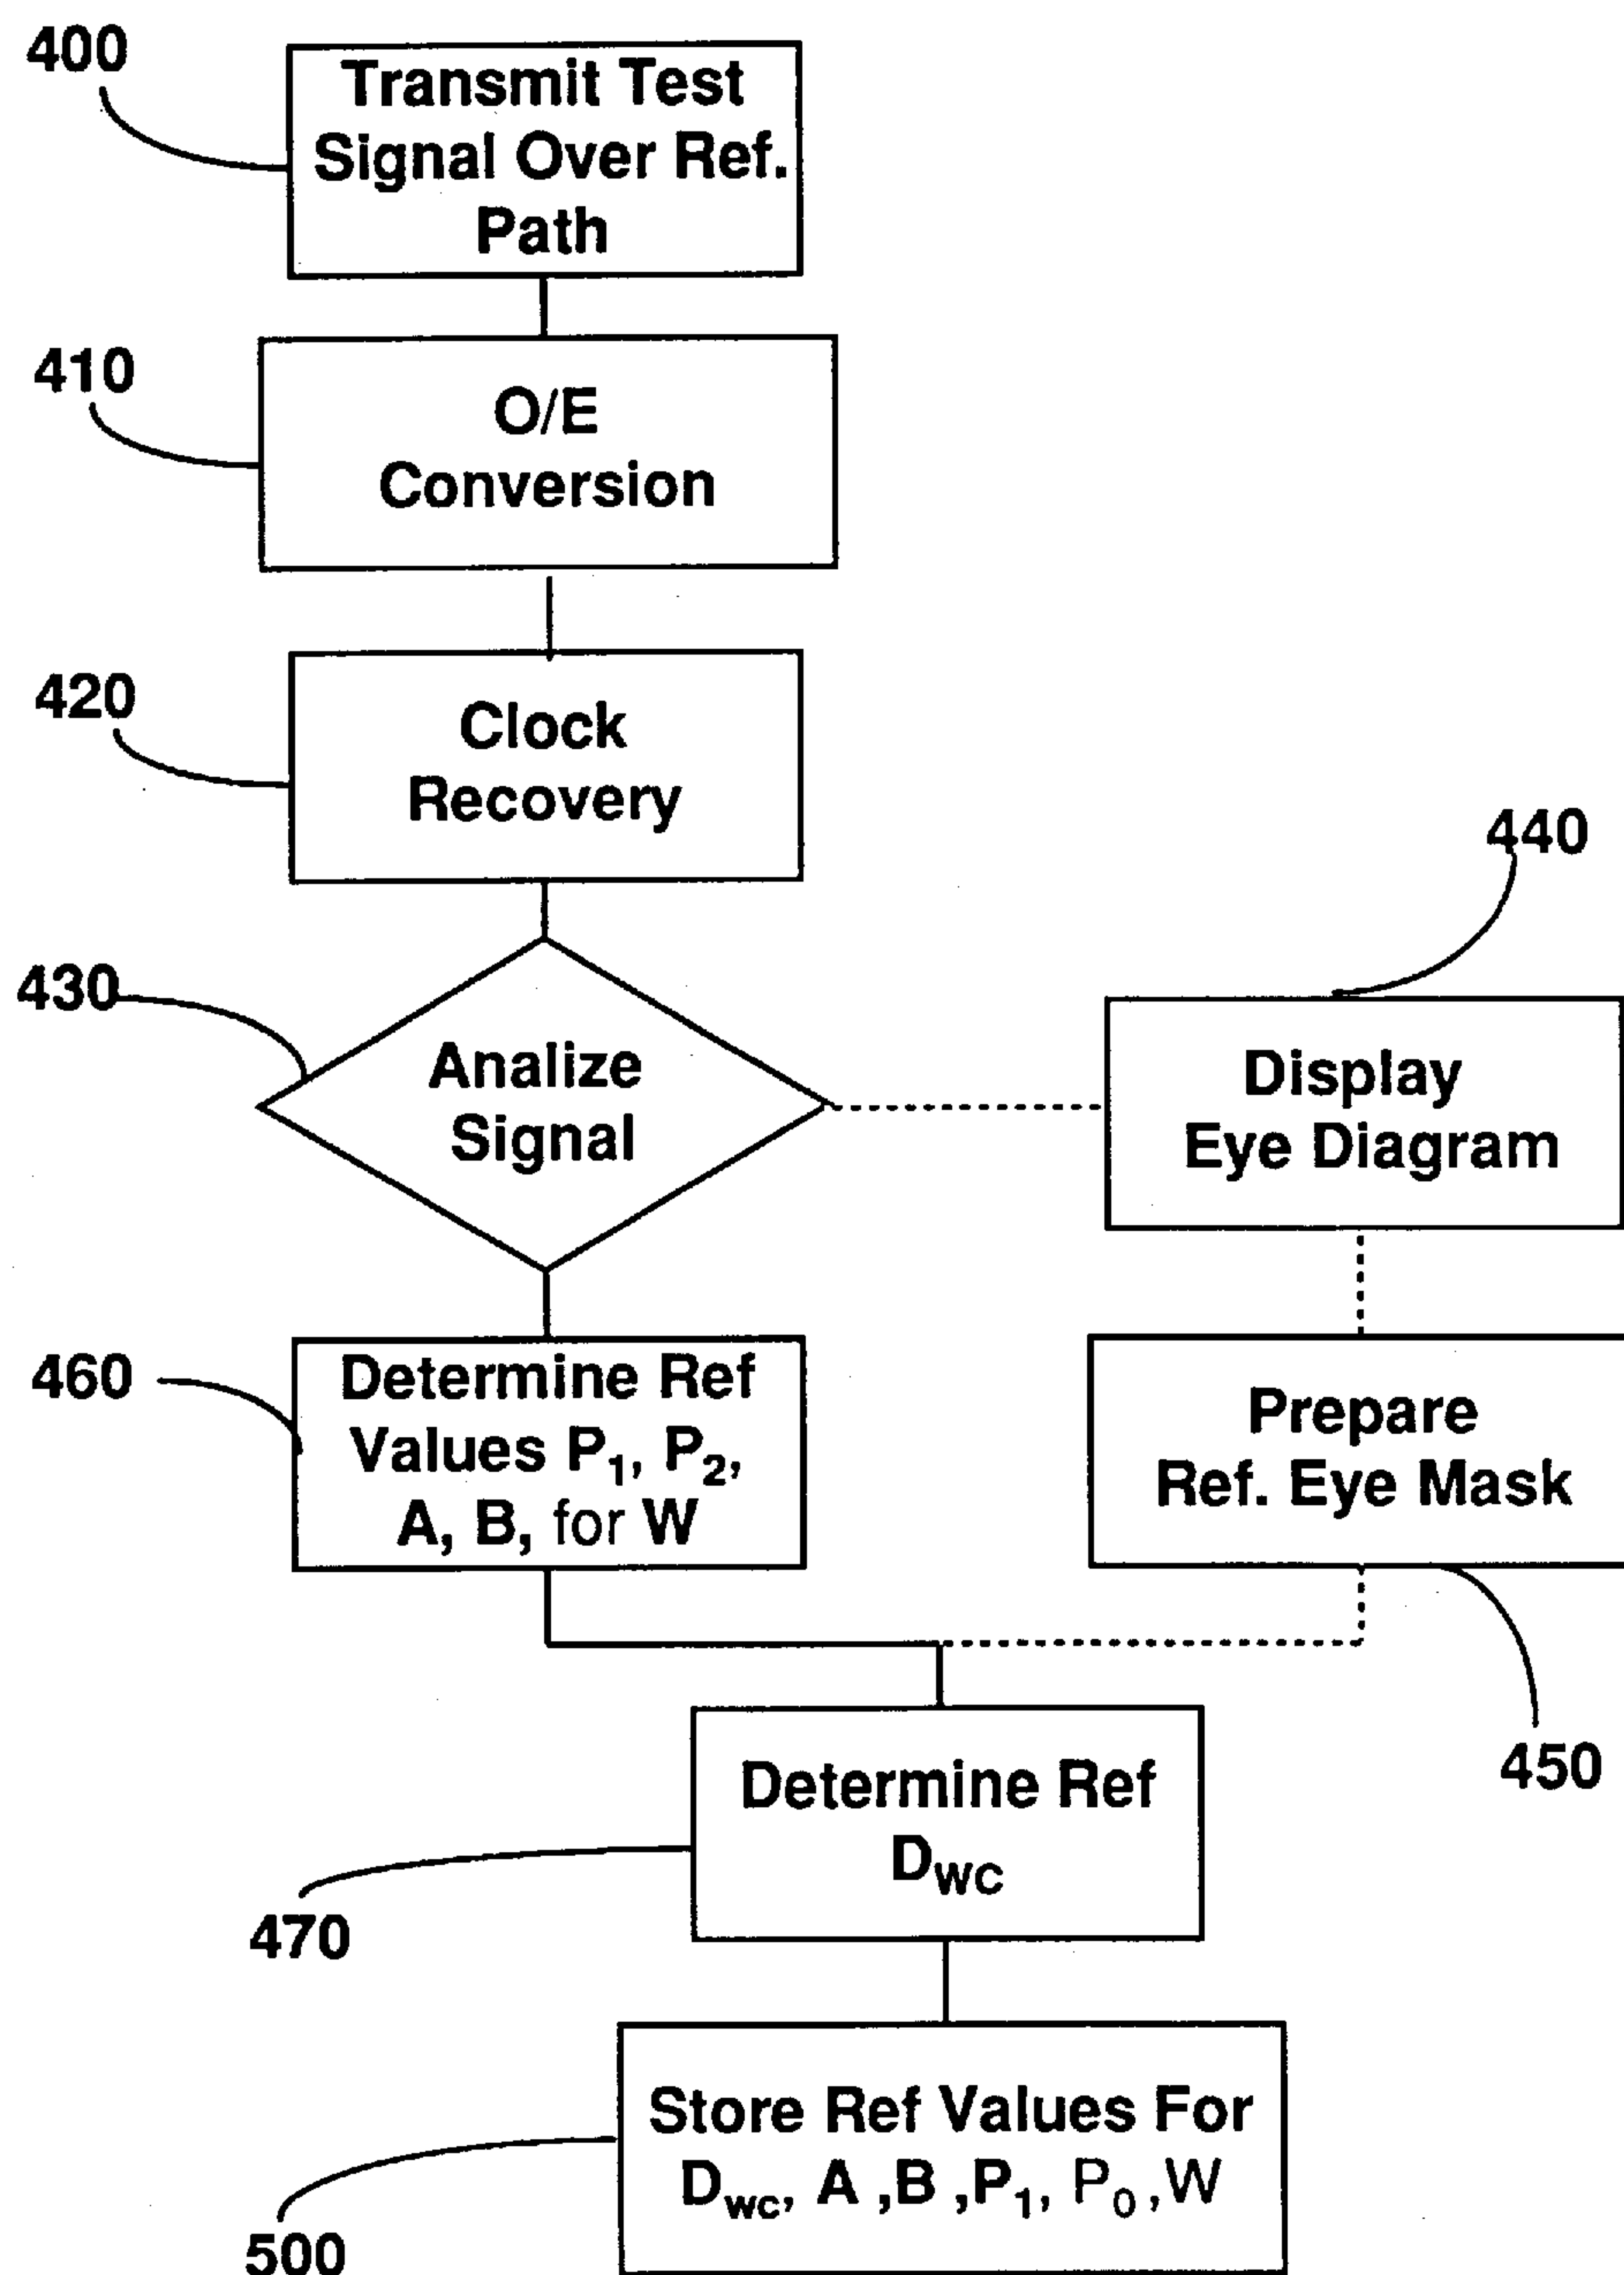 400
Transmit Test
Signal Over Ref.
Path
410
O/E
Conversion
420
Clock
Recovery
430
Analize
Signal
440
Display
Eye Diagram
460
Determine Ref
Values P₁, P₂,
A, B, for W
Prepare
Ref. Eye Mask
450
Determine Ref
D_WC
470
Store Ref Values For
D_wc, A ,B ,P₁, P₀ ,W
500